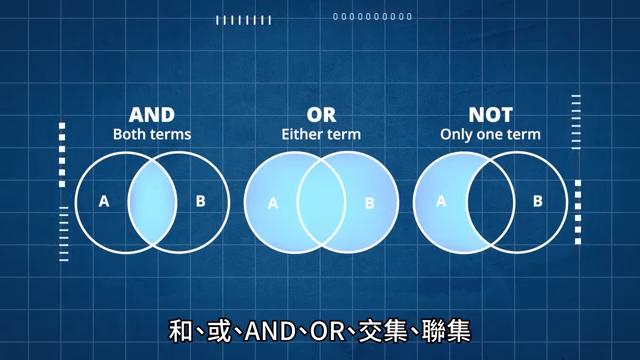 AND
Both terms
A
B
OR
Either term
A
B
NOT
Only one term
A
B
和、或、AND、OR、交集、聯集